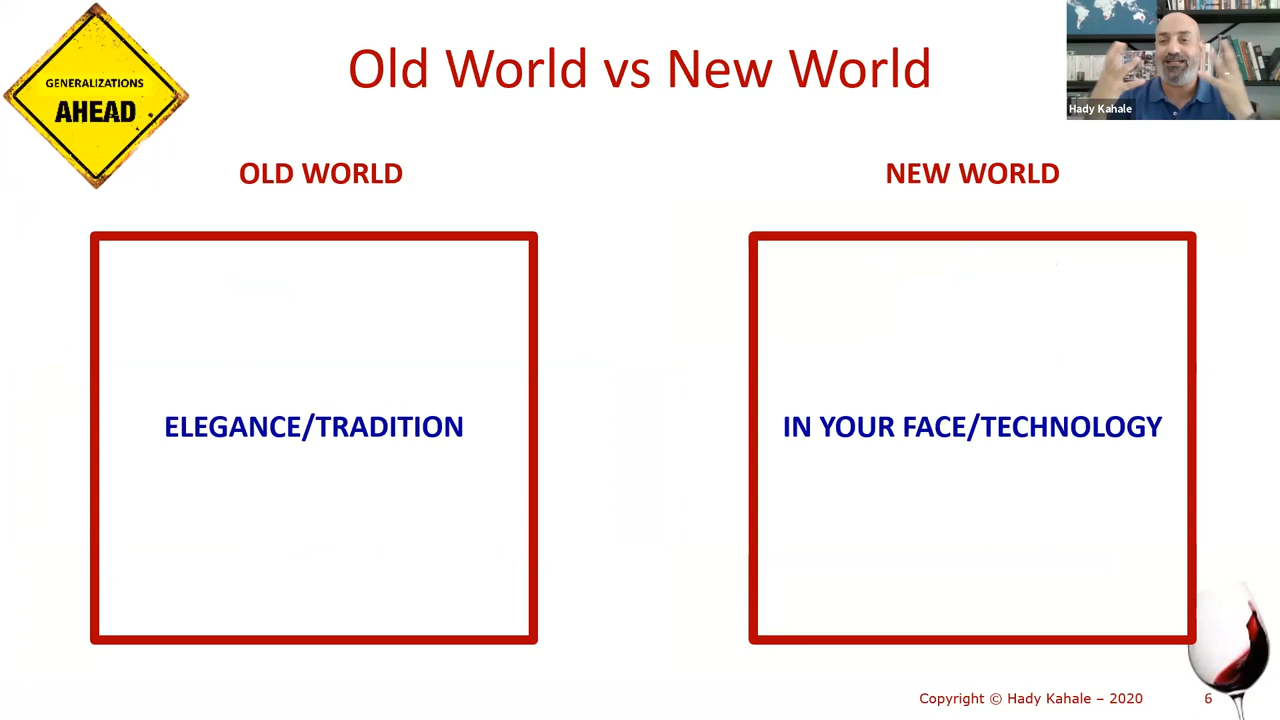 GENERALIZATIONS
AHEAD
Old World vs New World
Hady Kahale
OLD WORLD
NEW WORLD
ELEGANCE/TRADITION
IN YOUR FACE/TECHNOLOGY
Copyright © Hady Kahale – 2020
6